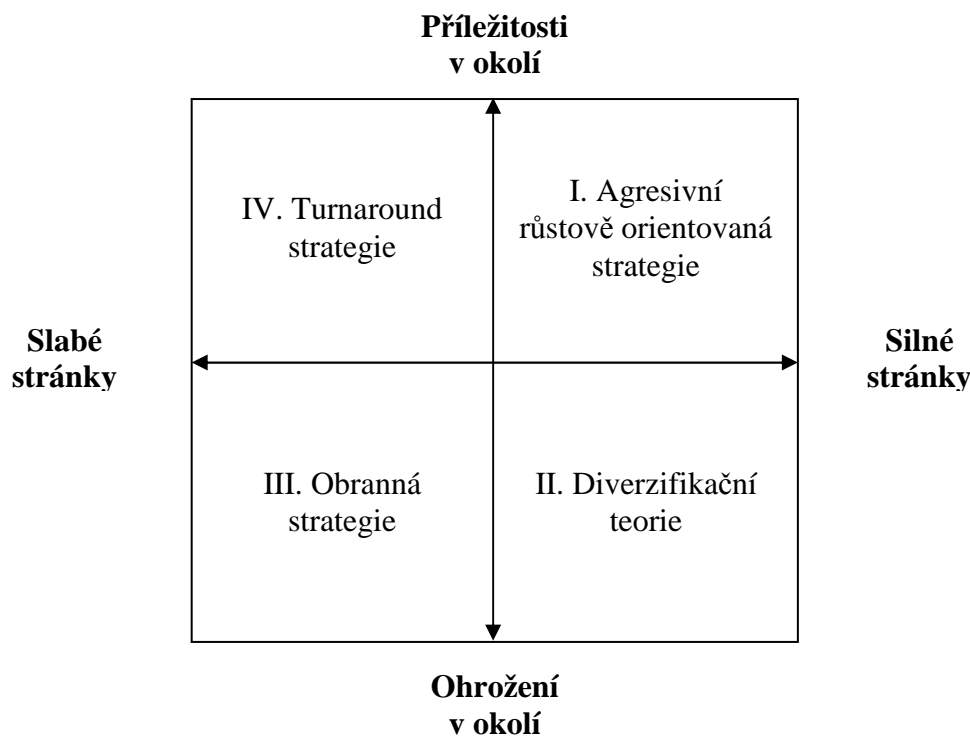 Příležitosti
v okolí
IV. Turnaround
strategie
I. Agresivní
růstově orientovaná
strategie
Slabé
stránky
Silné
stránky
III. Obranná
strategie
II. Diverzifikační
teorie
Ohrožení
v okolí